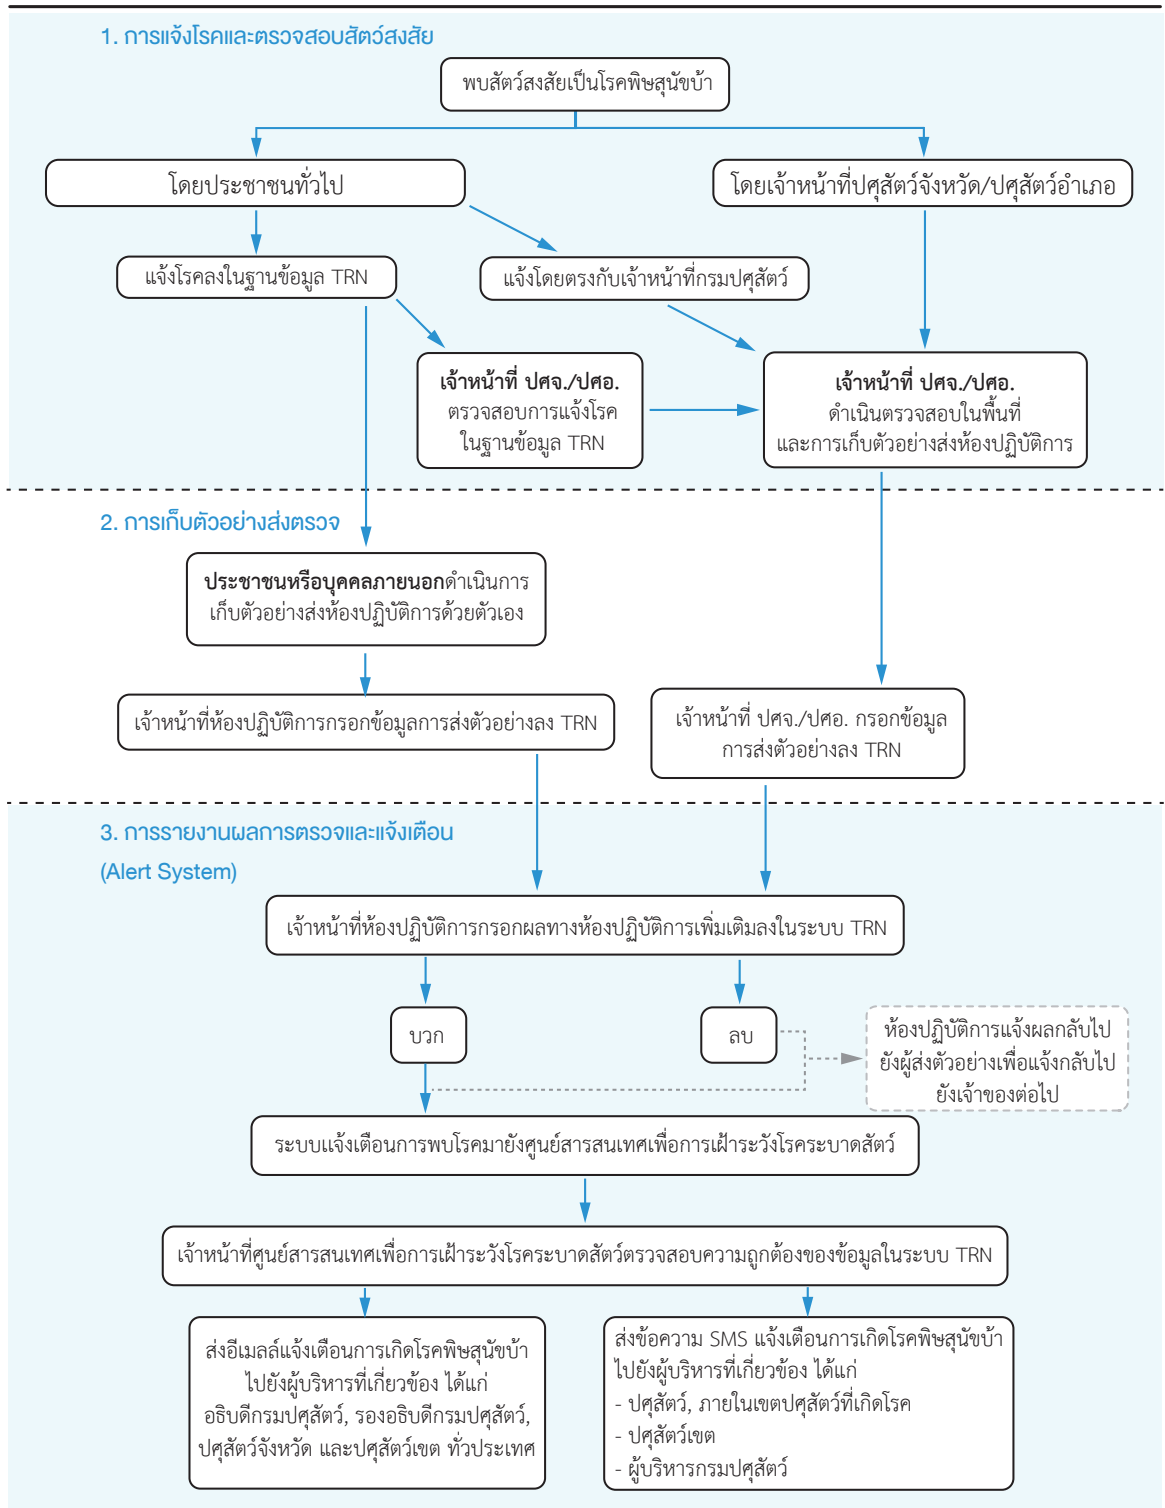 1. การแจ้งโรคและตรวจสอบสัตว์สงสัย
พบสัตว์สงสัยเป็นโรคพิษสุนัขบ้า
โดยประชาชนทั่วไป
โดยเจ้าหน้าที่ปศุสัตว์จังหวัด/ปศุสัตว์อำเภอ
แจ้งโรคลงในฐานข้อมูล TRN
แจ้งโดยตรงกับเจ้าหน้าที่กรมปศุสัตว์
เจ้าหน้าที่ ปศจ./ปศอ.
ตรวจสอบการแจ้งโรค
ในฐานข้อมูล TRN
เจ้าหน้าที่ ปศจ./ปศอ.
ดำเนินตรวจสอบในพื้นที่
และการเก็บตัวอย่างส่งห้องปฏิบัติการ
2. การเก็บตัวอย่างส่งตรวจ
ประชาชนหรือบุคคลภายนอกดำเนินการ
เก็บตัวอย่างส่งห้องปฏิบัติการด้วยตัวเอง
เจ้าหน้าที่ห้องปฏิบัติการกรอกข้อมูลการส่งตัวอย่างลง TRN
เจ้าหน้าที่ ปศจ./ปศอ. กรอกข้อมูล
การส่งตัวอย่างลง TRN
3. การรายงานผลการตรวจและแจ้งเตือน
(Alert System)
เจ้าหน้าที่ห้องปฏิบัติการกรอกผลทางห้องปฏิบัติการเพิ่มเติมลงในระบบ TRN
บวก
ลบ
ห้องปฏิบัติการแจ้งผลกลับไป
ยังผู้ส่งตัวอย่างเพื่อแจ้งกลับไป
ยังเจ้าของต่อไป
ระบบแจ้งเตือนการพบโรคมายังศูนย์สารสนเทศเพื่อการเฝ้าระวังโรคระบาดสัตว์
เจ้าหน้าที่ศูนย์สารสนเทศเพื่อการเฝ้าระวังโรคระบาดสัตว์ตรวจสอบความถูกต้องของข้อมูลในระบบ TRN
ส่งอีเมลล์แจ้งเตือนการเกิดโรคพิษสุนัขบ้า
ไปยังผู้บริหารที่เกี่ยวข้อง ได้แก่
อธิบดีกรมปศุสัตว์, รองอธิบดีกรมปศุสัตว์,
ปศุสัตว์จังหวัด และปศุสัตว์เขต ทั่วประเทศ
ส่งข้อความ SMS แจ้งเตือนการเกิดโรคพิษสุนัขบ้า
ไปยังผู้บริหารที่เกี่ยวข้อง ได้แก่
- ปศุสัตว์, ภายในเขตปศุสัตว์ที่เกิดโรค
- ปศุสัตว์เขต
- ผู้บริหารกรมปศุสัตว์